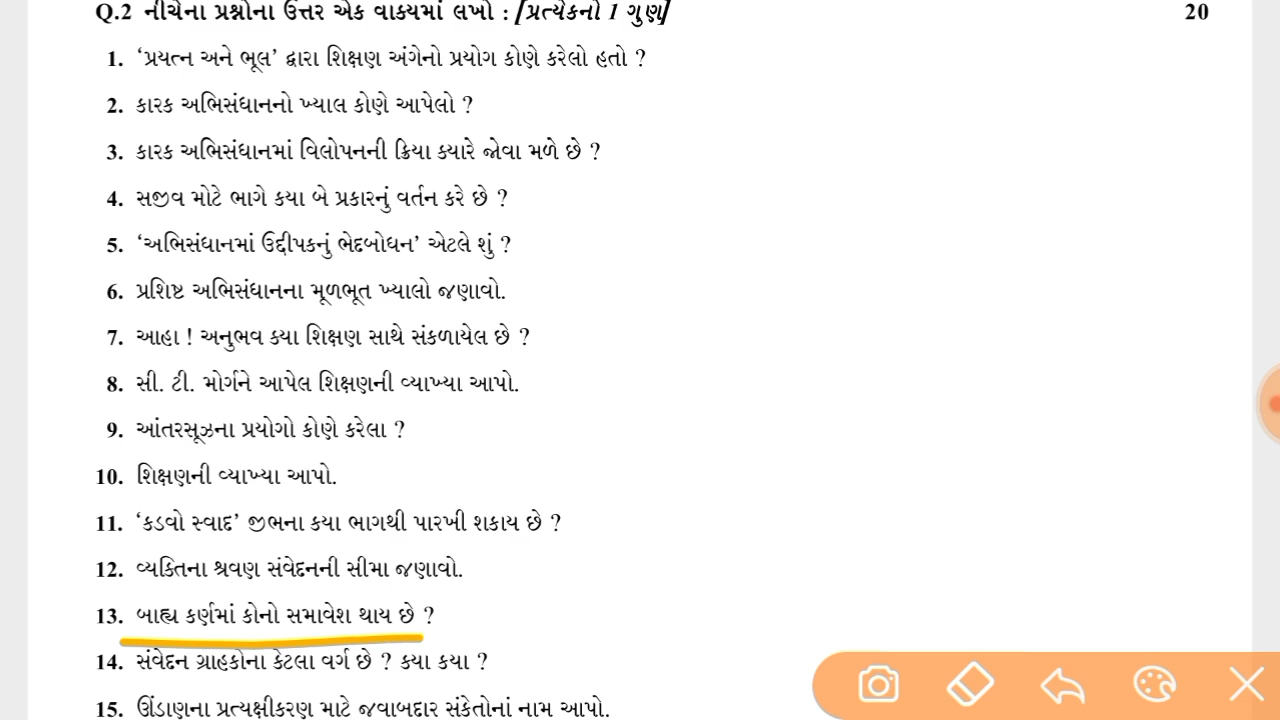 Q.2 નીચેના પ્રશ્નોના ઉત્તર એક વાક્યમાં લખો : [પ્રત્યેકનો 1 ગુણ] 20
1. ‘પ્રયત્ન અને ભૂલ’ દ્વારા શિક્ષણ અંગેનો પ્રયોગ કોણે કરેલો હતો ?
2. કારક અભિસંધાનનો ખ્યાલ કોણે આપેલો ?
3. કારક અભિસંધાનમાં વિલોપનની ક્રિયા ક્યારે જોવા મળે છે ?
4. સજીવ મોટે ભાગે કયા બે પ્રકારનું વર્તન કરે છે ?
5. ‘અભિસંધાનમાં ઉદ્દીપકનું ભેદબોધન’ એટલે શું ?
6. પ્રશિષ્ટ અભિસંધાનના મૂળભૂત ખ્યાલો જણાવો.
7. આહા ! અનુભવ ક્યા શિક્ષણ સાથે સંકળાયેલ છે ?
8. સી. ટી. મોર્ગને આપેલ શિક્ષણની વ્યાખ્યા આપો.
9. આંતરસૂઝના પ્રયોગો કોણે કરેલા ?
10. શિક્ષણની વ્યાખ્યા આપો.
11. ‘કડવો સ્વાદ’ જીભના કયા ભાગથી પારખી શકાય છે ?
12. વ્યક્તિના શ્રવણ સંવેદનની સીમા જણાવો.
13. બાહ્ય કર્ણમાં કોનો સમાવેશ થાય છે ?
14. સંવેદન ગ્રાહકોના કેટલા વર્ગ છે ? કયા કયા ?
15. ઊંડાણના પ્રત્યક્ષીકરણ માટે જવાબદાર સંકેતોનાં નામ આપો.